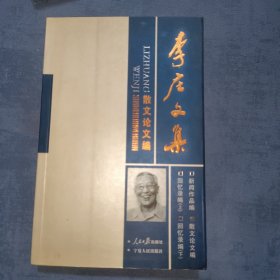 李庄文集
LIZHUANG
WENJI
散文论文编
新闻作品编
散文论文编
回忆录编(上)
回忆录编(下)
人民日报出版社
宁夏人民出版社